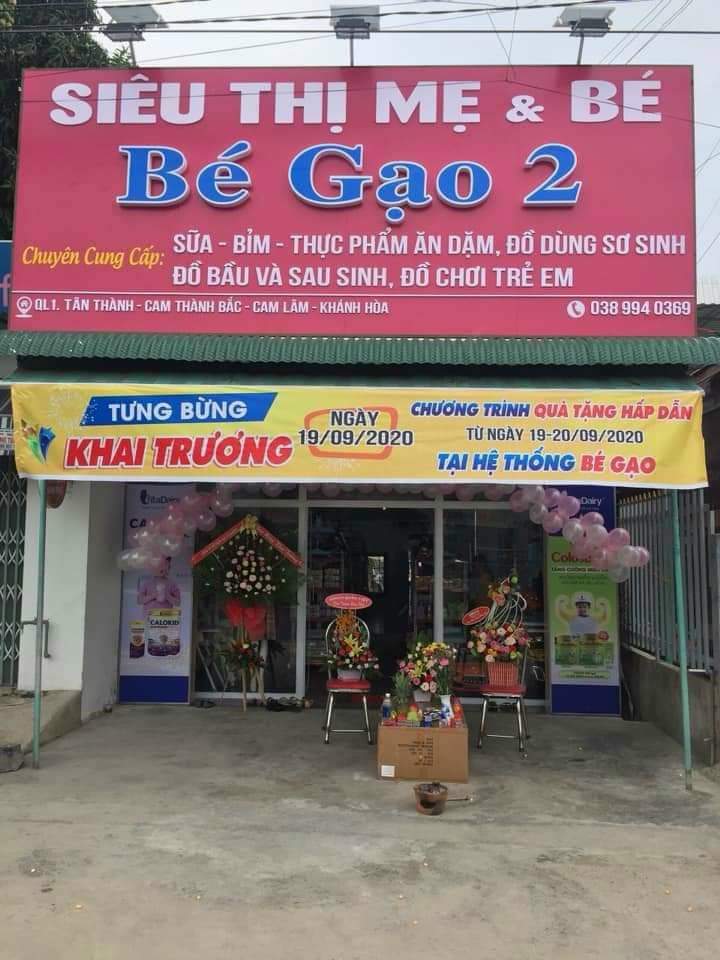 SIÊU THỊ MẸ & BÉ
Bé Gạo 2
Chuyên Cung Cấp:
SỮA - BỈM - THỰC PHẨM ĂN DẶM, ĐỒ DÙNG SƠ SINH
ĐỒ BẦU VÀ SAU SINH, ĐỒ CHƠI TRẺ EM
QL1. TÂN THÀNH - CAM THÀNH BẮC - CAM LÂM - KHÁNH HÒA
038 994 0369
TƯNG BỪNG
KHAI TRƯƠNG
NGÀY
19/09/2020
CHƯƠNG TRÌNH QUÀ TẶNG HẤP DẪN
TỪ NGÀY 19-20/09/2020
TẠI HỆ THỐNG BÉ GẠO
VitaDairy
CALOKID